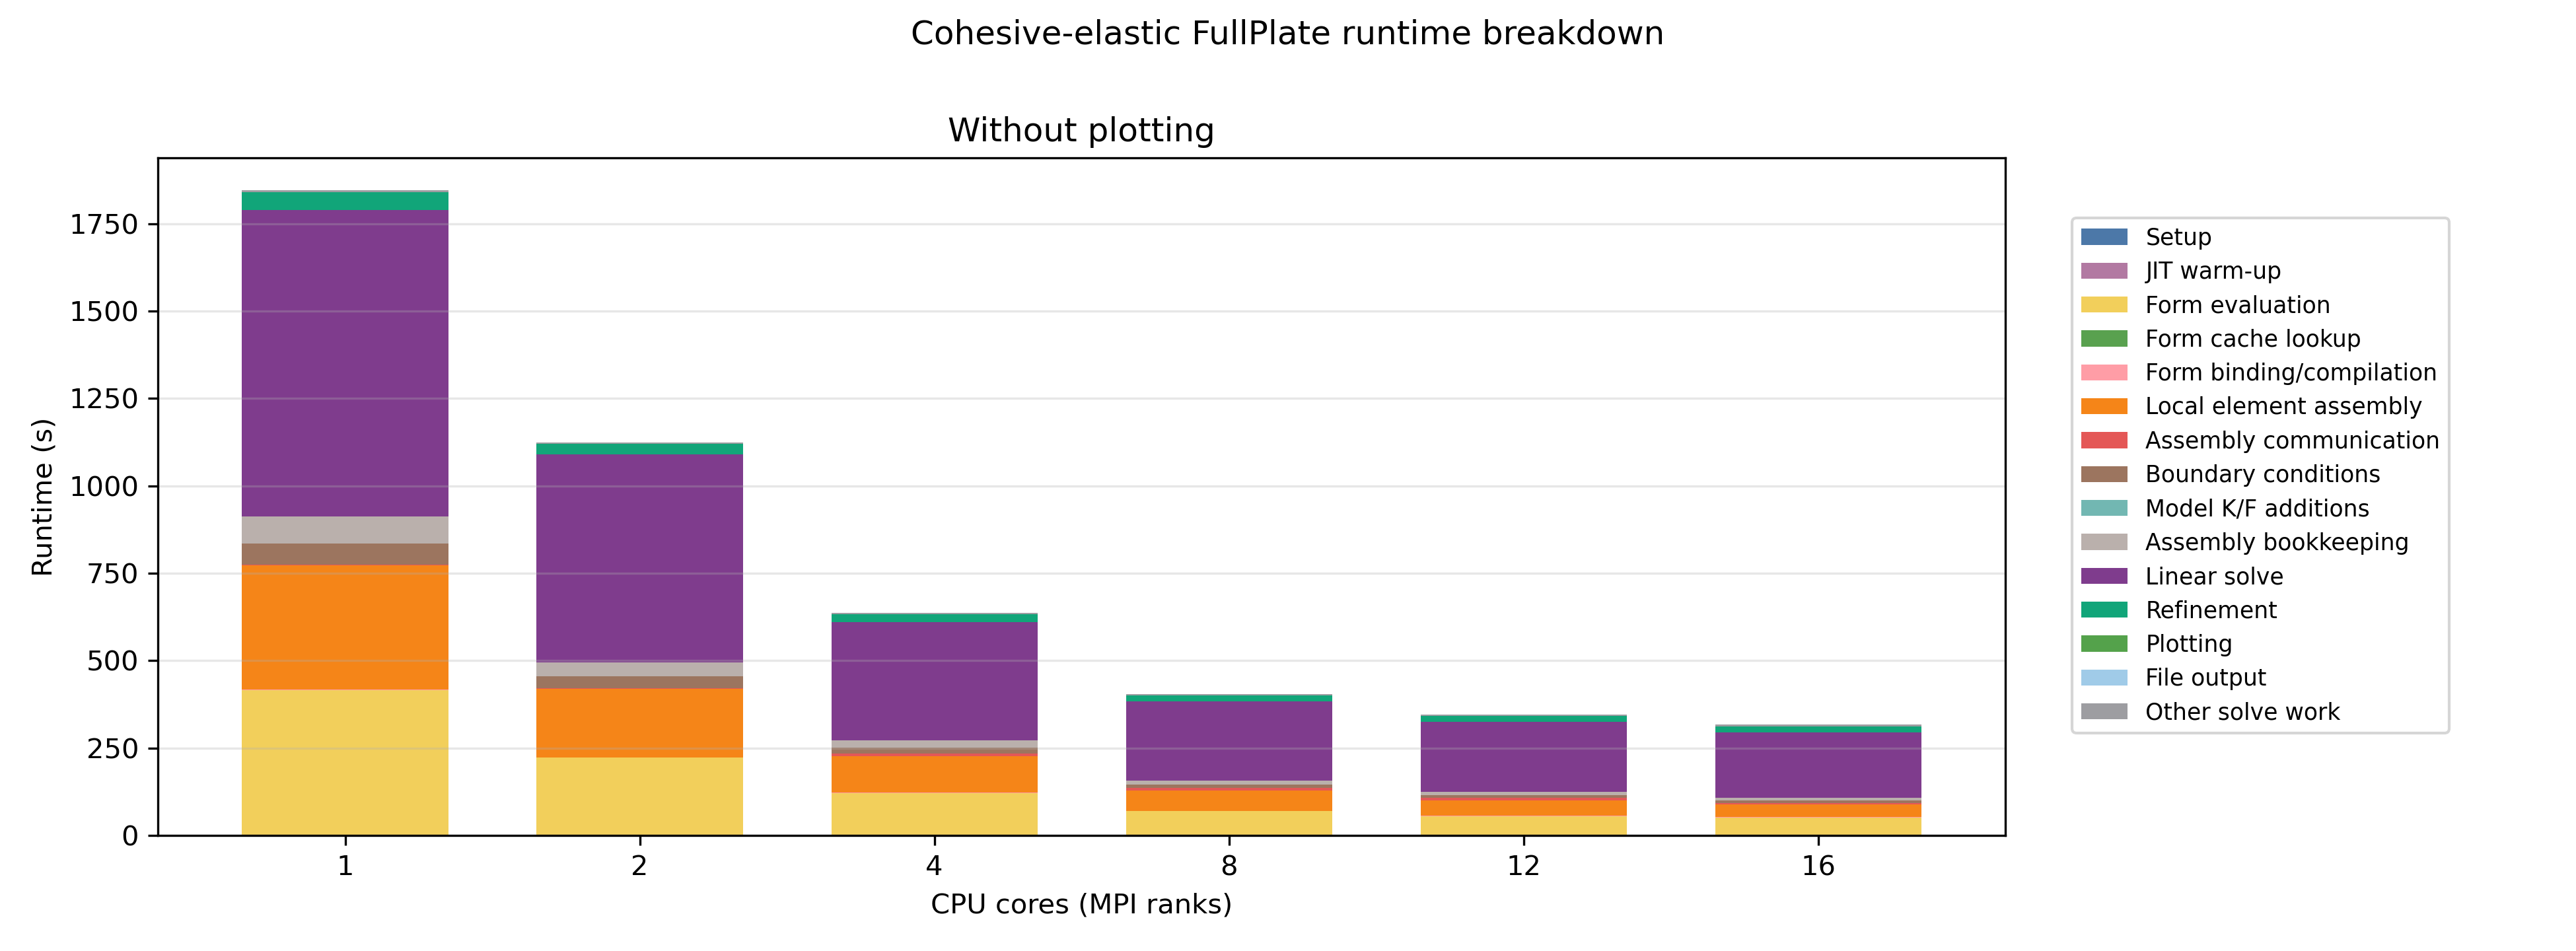 Cohesive-elastic FullPlate runtime breakdown
Without plotting
Runtime (s)
1750
1500
1250
1000
750
500
250
0
1 2 4 8 12 16
CPU cores (MPI ranks)
Setup
JIT warm-up
Form evaluation
Form cache lookup
Form binding/compilation
Local element assembly
Assembly communication
Boundary conditions
Model K/F additions
Assembly bookkeeping
Linear solve
Refinement
Plotting
File output
Other solve work